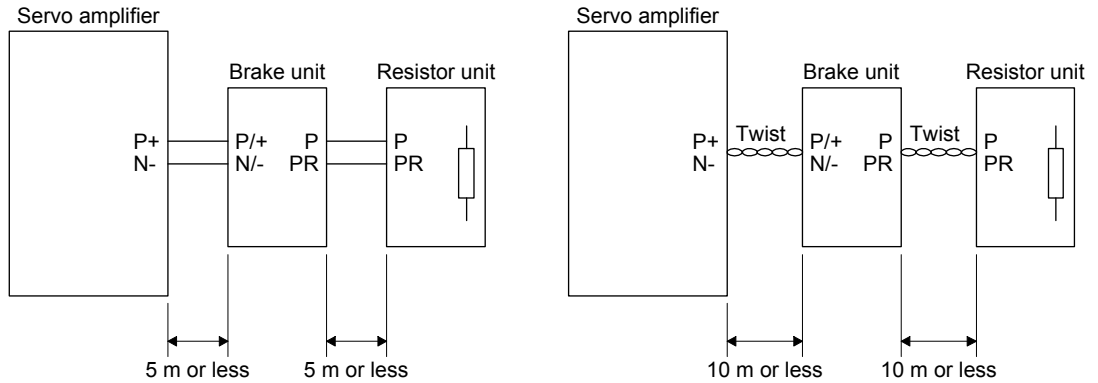 Servo amplifier
Brake unit
Resistor unit
P+
P/+
P
P
N-
N/-
PR
PR
5 m or less
5 m or less
Servo amplifier
Brake unit
Resistor unit
Twist
Twist
P+
P/+
P
P
N-
N/-
PR
PR
10 m or less
10 m or less